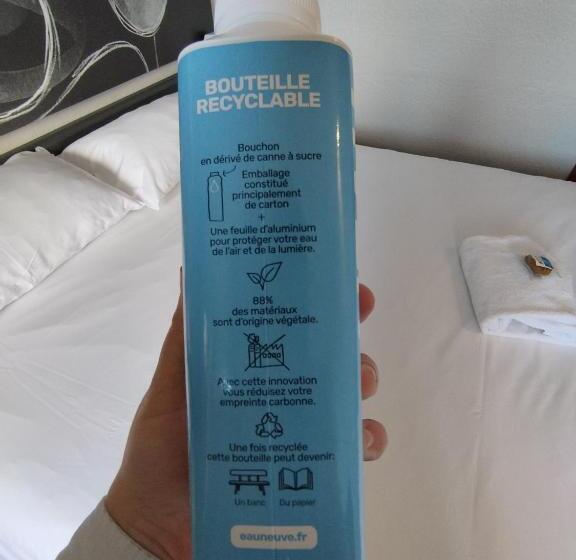 BOUTEILLE
RECYCLABLE
Bouchon
en dérivé de canne à sucre
Emballage
constitué
principalement
de carton
+
Une feuille d'aluminium
pour protéger votre eau
de l'air et de la lumière.
88%
des matériaux
sont d'origine végétale.
Avec cette innovation
vous réduisez votre
empreinte carbonne.
Une fois recyclée
cette bouteille peut devenir:
Un banc
Du papier
eauneuve.fr